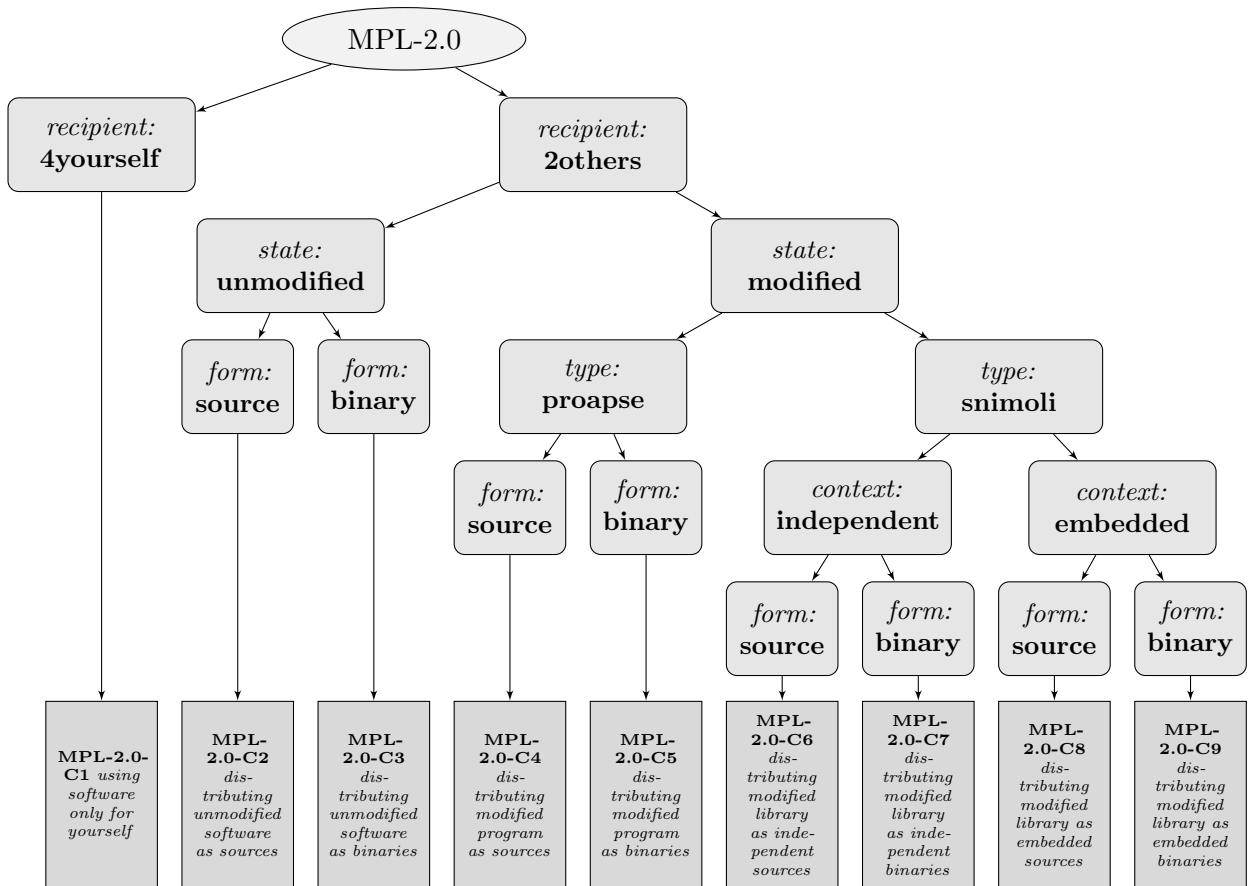 MPL-2.0
recipient:
4yourself
recipient:
2others
state:
unmodified
state:
modified
form:
source
form:
binary
type:
proapse
type:
snimoli
form:
source
form:
binary
context:
independent
context:
embedded
form:
source
form:
binary
form:
source
form:
binary
MPL-2.0-
C1 using
software
only for
yourself
MPL-
2.0-C2
dis-
tributing
unmodified
software
as sources
MPL-
2.0-C3
dis-
tributing
unmodified
software
as binaries
MPL-
2.0-C4
dis-
tributing
modified
program
as sources
MPL-
2.0-C5
dis-
tributing
modified
program
as binaries
MPL-
2.0-C6
dis-
tributing
modified
library
as inde-
pendent
sources
MPL-
2.0-C7
dis-
tributing
modified
library
as inde-
pendent
binaries
MPL-
2.0-C8
dis-
tributing
modified
library as
embedded
sources
MPL-
2.0-C9
dis-
tributing
modified
library as
embedded
binaries